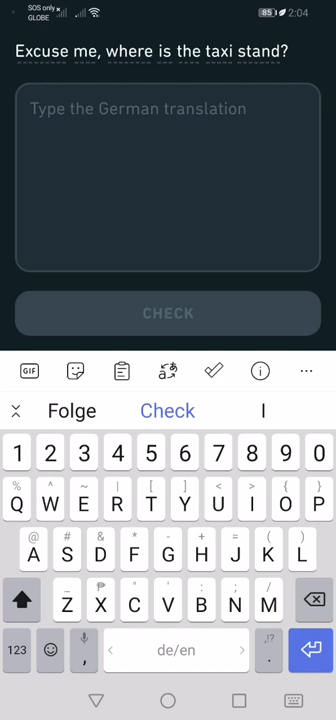 SOS only
GLOBE
85
2:04
Excuse me, where is the taxi stand?
Type the German translation
CHECK
GIF
Folge Check I
1 2 3 4 5 6 7 8 9 0
% ^ ~ | [ ] < > { }
Q W E R T Y U I O P
@ # & * - + = ( )
A S D F G H J K L
_ ₱ " ' : ; /
Z X C V B N M
,!?
123 , < de/en > .